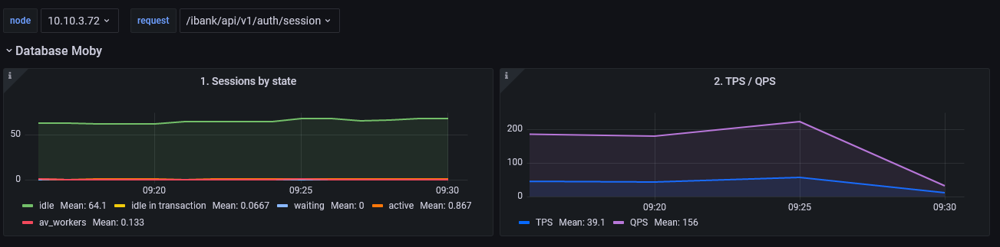 node 10.10.3.72 request /ibank/api/v1/auth/session
Database Moby
i 1. Sessions by state
50
0
09:20 09:25 09:30
idle Mean: 64.1 idle in transaction Mean: 0.0667 waiting Mean: 0 active Mean: 0.867
av_workers Mean: 0.133
i 2. TPS / QPS
200
100
0
09:20 09:25 09:30
TPS Mean: 39.1 QPS Mean: 156